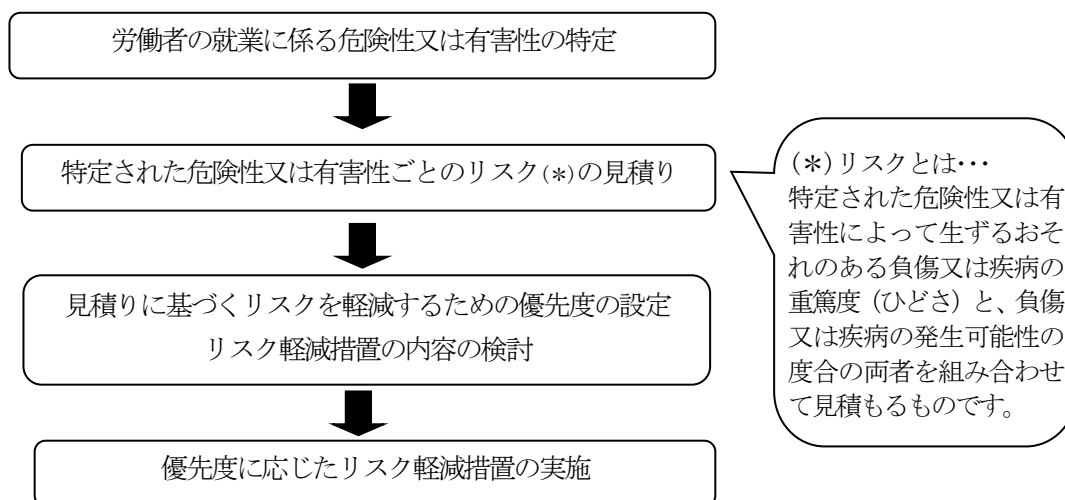 労働者の就業に係る危険性又は有害性の特定
特定された危険性又は有害性ごとのリスク(*)の見積り
見積りに基づくリスクを軽減するための優先度の設定
リスク軽減措置の内容の検討
優先度に応じたリスク軽減措置の実施
(*)リスクとは･･･
特定された危険性又は有
害性によって生ずるおそ
れのある負傷又は疾病の
重篤度（ひどさ）と、負傷
又は疾病の発生可能性の
度合の両者を組み合わせ
て見積もるものです。